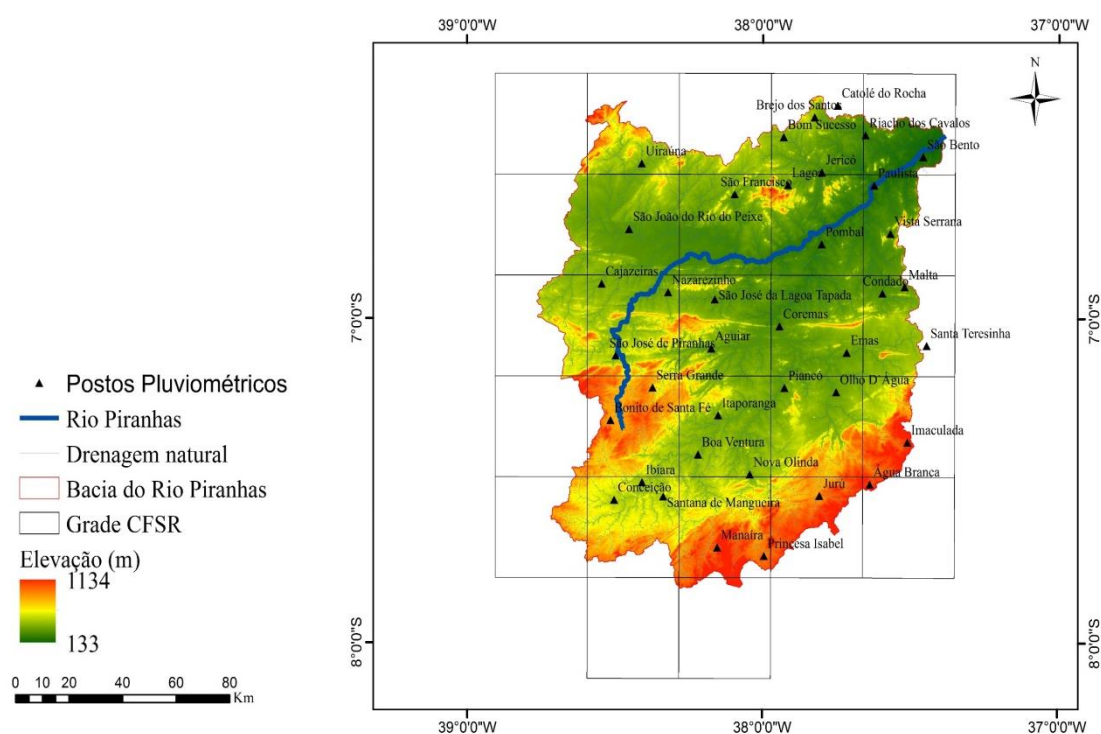 39°0'0"W 38°0'0"W 37°0'0"W
N
Catolé do Rocha
Brejo dos Santos
Bom Sucesso
Riacho dos Cavalos
São Bento
Uiraúna
Jericó
Lagoa
Paulista
São Francisco
São João do Rio do Peixe
Vista Serrana
Pombal
Cajazeiras
Nazarezinho
Malta
Condado
São José da Lagoa Tapada
7°0'0"S 7°0'0"S
Coremas
Santa Teresinha
São José de Piranhas
Aguiar
Emas
Serra Grande
Piancó
Olho D´Água
Bonito de Santa Fé
Itaporanga
Imaculada
Boa Ventura
Nova Olinda
Ibiara
Água Branca
Conceição
Santana de Mangueira
Jurú
Manaíra
Princesa Isabel
8°0'0"S 8°0'0"S
39°0'0"W 38°0'0"W 37°0'0"W
Postos Pluviométricos
Rio Piranhas
Drenagem natural
Bacia do Rio Piranhas
Grade CFSR
Elevação (m)
1134
133
0 10 20 40 60 80
Km